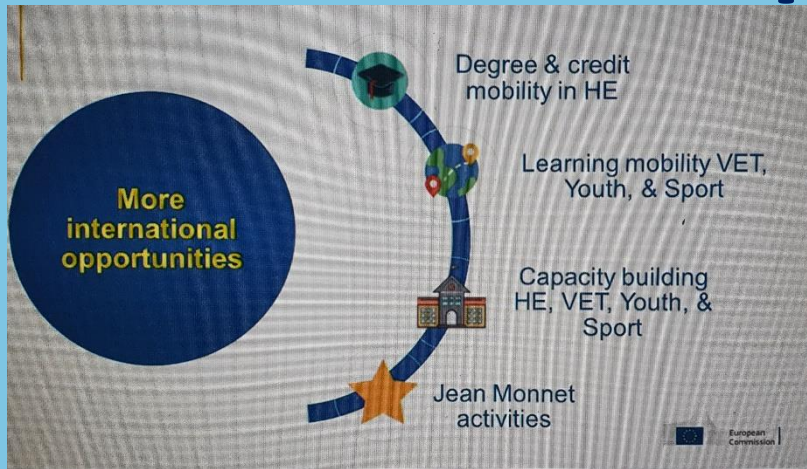 More
international
opportunities
Degree & credit
mobility in HE
Learning mobility VET,
Youth, & Sport
Capacity building
HE, VET, Youth, &
Sport
Jean Monnet
activities
European
Commission